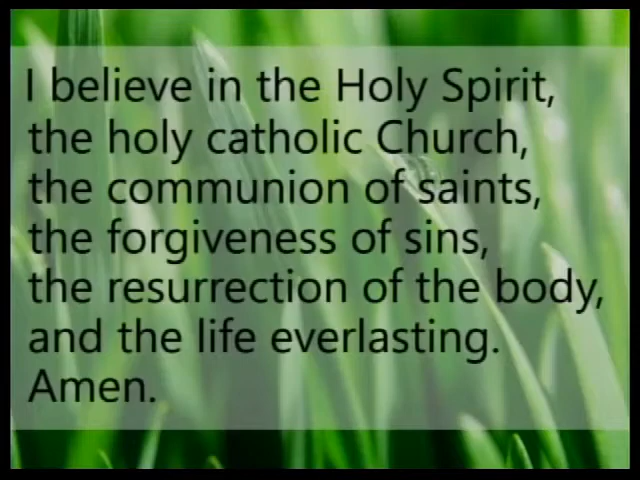 I believe in the Holy Spirit,
the holy catholic Church,
the communion of saints,
the forgiveness of sins,
the resurrection of the body,
and the life everlasting.
Amen.